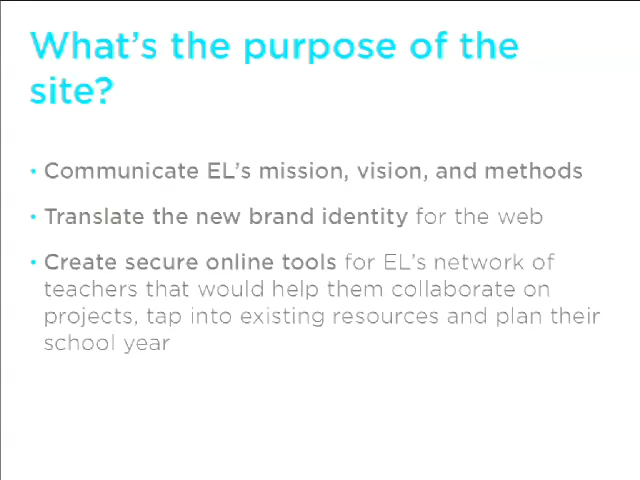 What's the purpose of the
site?
• Communicate EL's mission, vision, and methods
• Translate the new brand identity for the web
• Create secure online tools for EL's network of
teachers that would help them collaborate on
projects, tap into existing resources and plan their
school year